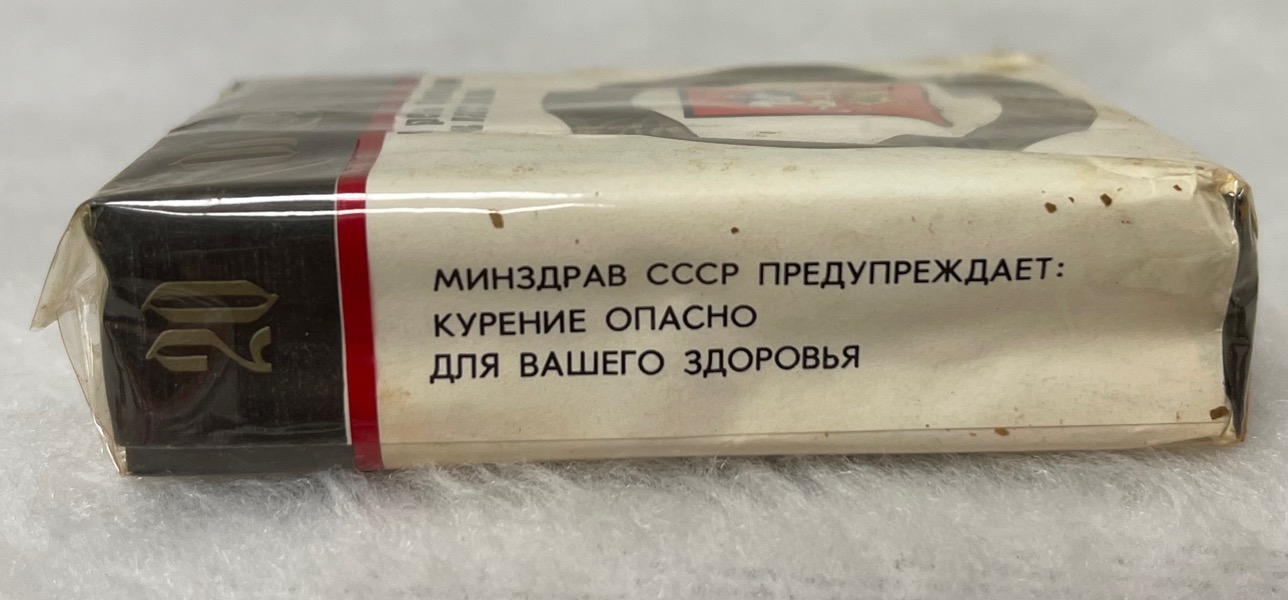 20
МИНЗДРАВ СССР ПРЕДУПРЕЖДАЕТ:
КУРЕНИЕ ОПАСНО
ДЛЯ ВАШЕГО ЗДОРОВЬЯ